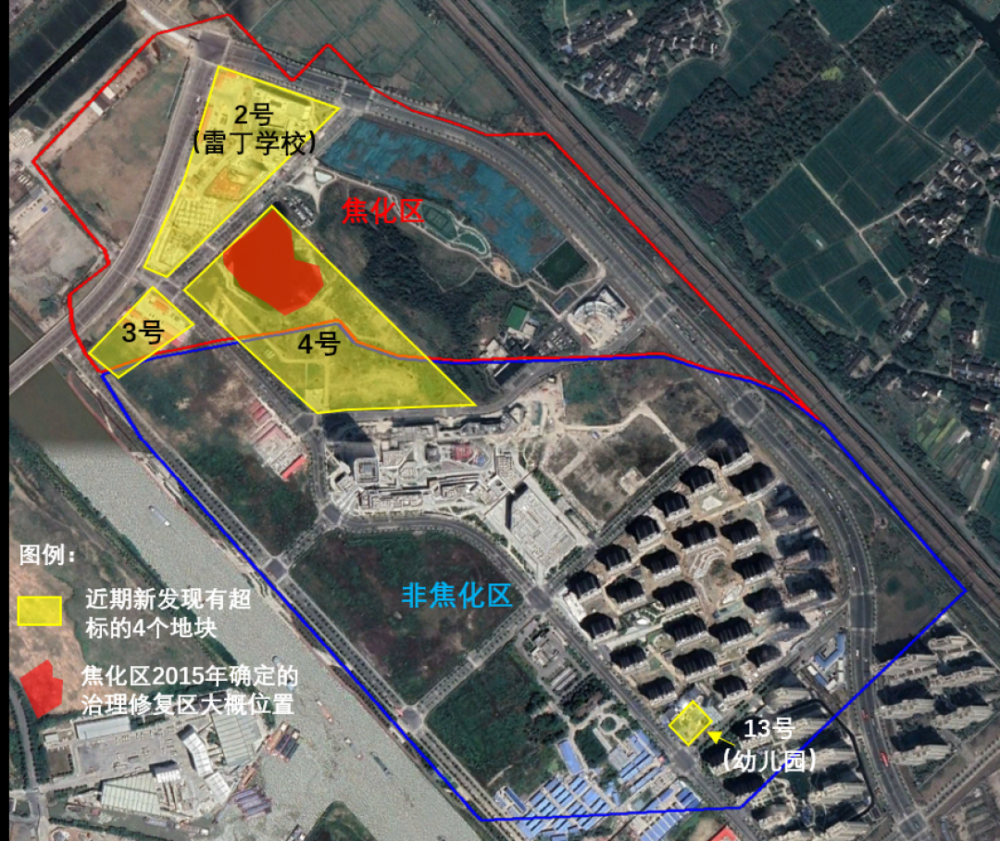 2号
(雷丁学校)
焦化区
3号
4号
非焦化区
图例：
近期新发现有超
标的4个地块
焦化区2015年确定的
治理修复区大概位置
13号
(幼儿园)